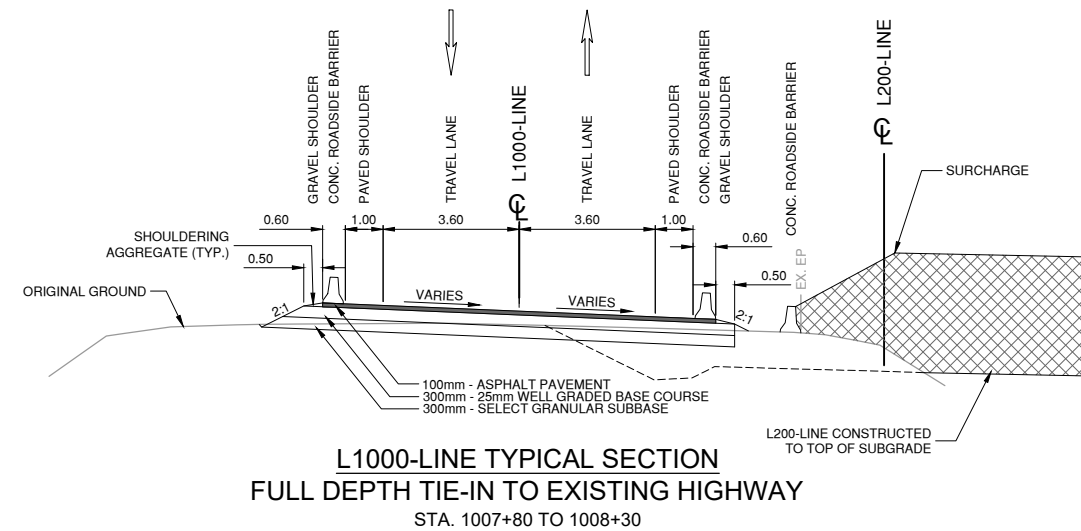 GRAVEL SHOULDER
CONC. ROADSIDE BARRIER
PAVED SHOULDER
TRAVEL LANE
℄ L1000-LINE
TRAVEL LANE
PAVED SHOULDER
CONC. ROADSIDE BARRIER
GRAVEL SHOULDER
CONC. ROADSIDE BARRIER
EX. EP
℄ L200-LINE
SURCHARGE
0.60
1.00
3.60
3.60
1.00
0.60
SHOULDERING
AGGREGATE (TYP.)
0.50
0.50
ORIGINAL GROUND
2:1
VARIES
VARIES
2:1
100mm - ASPHALT PAVEMENT
300mm - 25mm WELL GRADED BASE COURSE
300mm - SELECT GRANULAR SUBBASE
L200-LINE CONSTRUCTED
TO TOP OF SUBGRADE
L1000-LINE TYPICAL SECTION
FULL DEPTH TIE-IN TO EXISTING HIGHWAY
STA. 1007+80 TO 1008+30